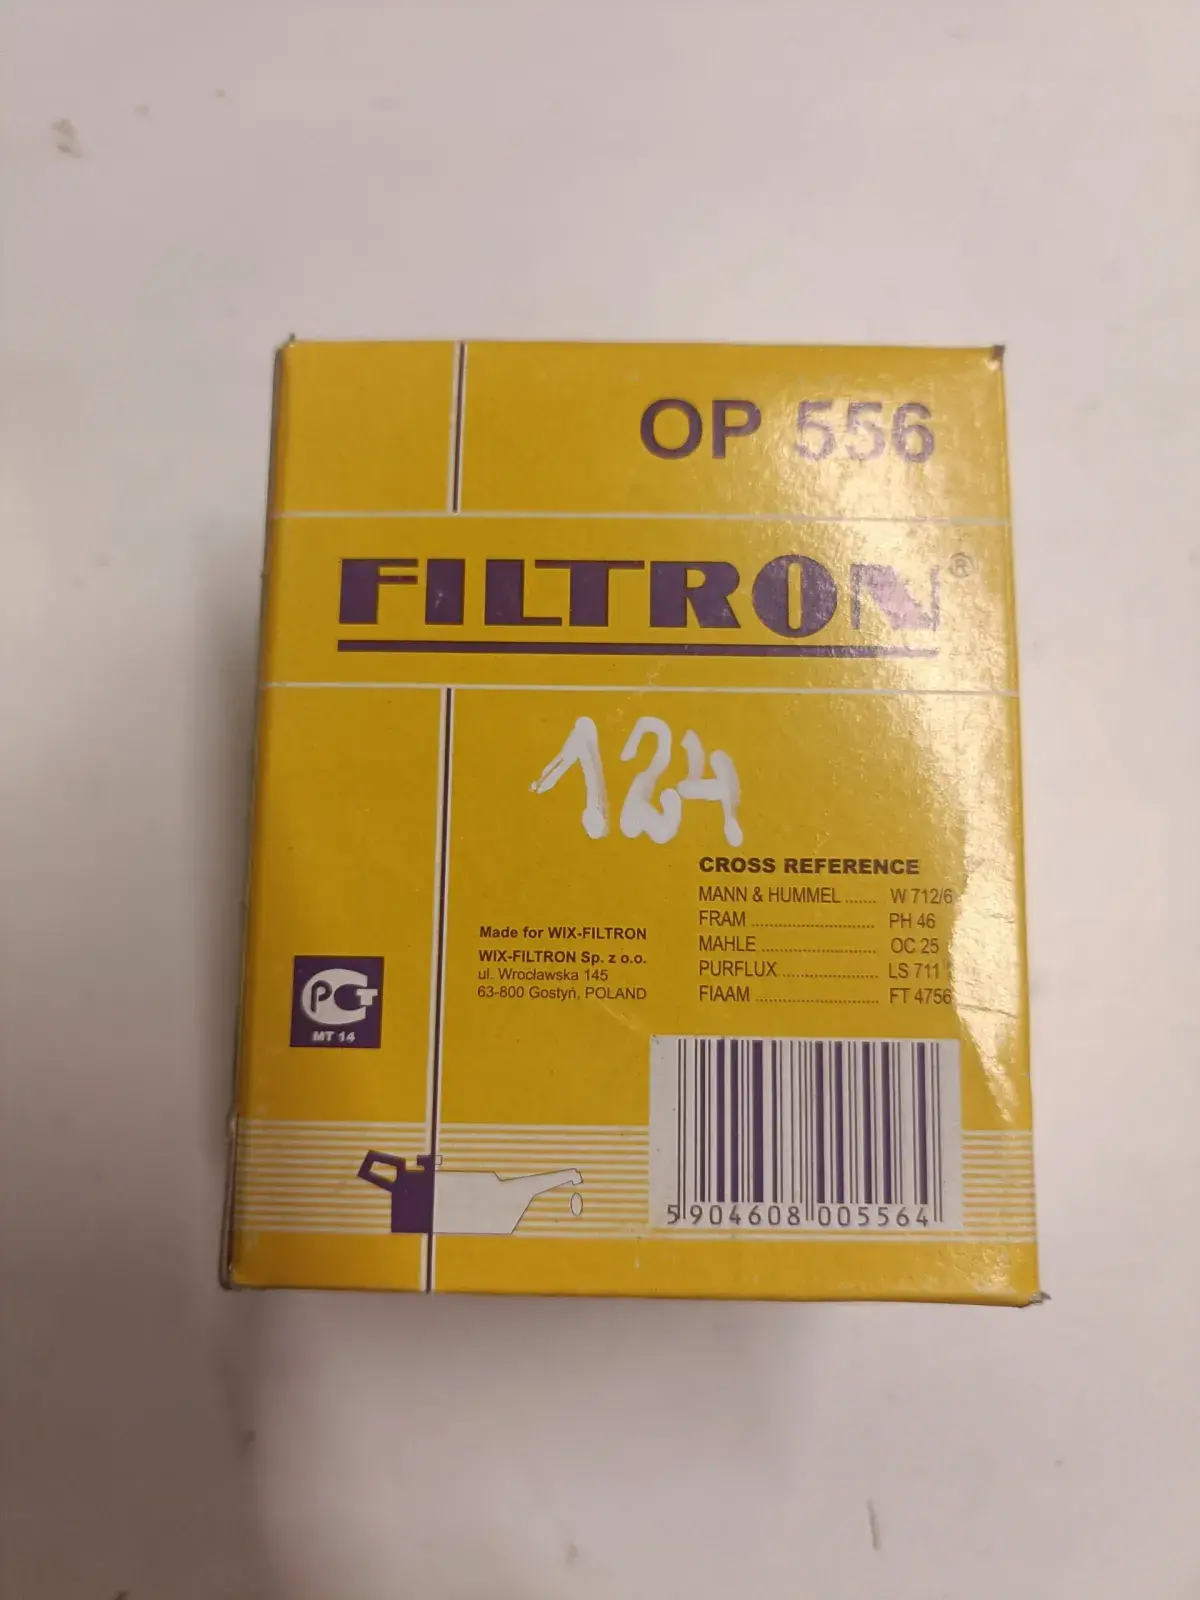 OP 556
FILTRON®
124
CROSS REFERENCE
MANN & HUMMEL ....... W 712/6
FRAM ............................ PH 46
MAHLE .......................... OC 25
PURFLUX ...................... LS 711
FIAAM ............................ FT 4756
Made for WIX-FILTRON
WIX-FILTRON Sp. z o.o.
ul. Wrocławska 145
63-800 Gostyń, POLAND
PCT
MT 14
5 904608 005564